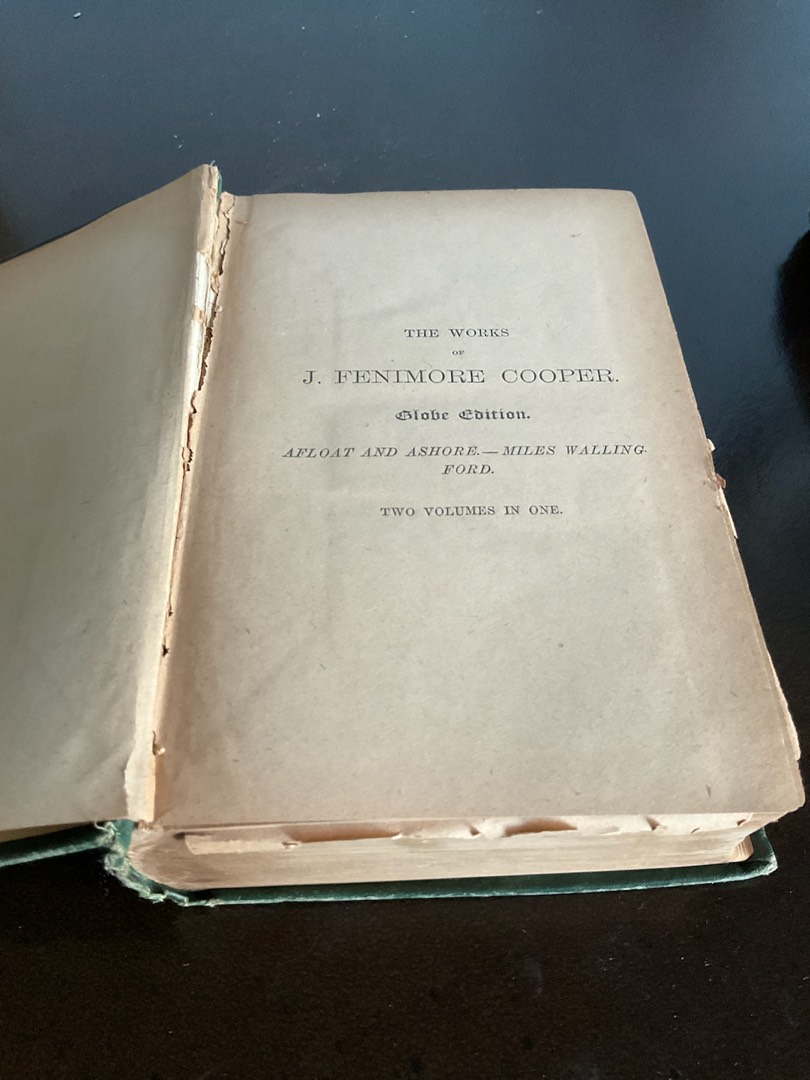 THE WORKS
OF
J. FENIMORE COOPER.
Globe Edition.
AFLOAT AND ASHORE.—MILES WALLING-
FORD.
TWO VOLUMES IN ONE.